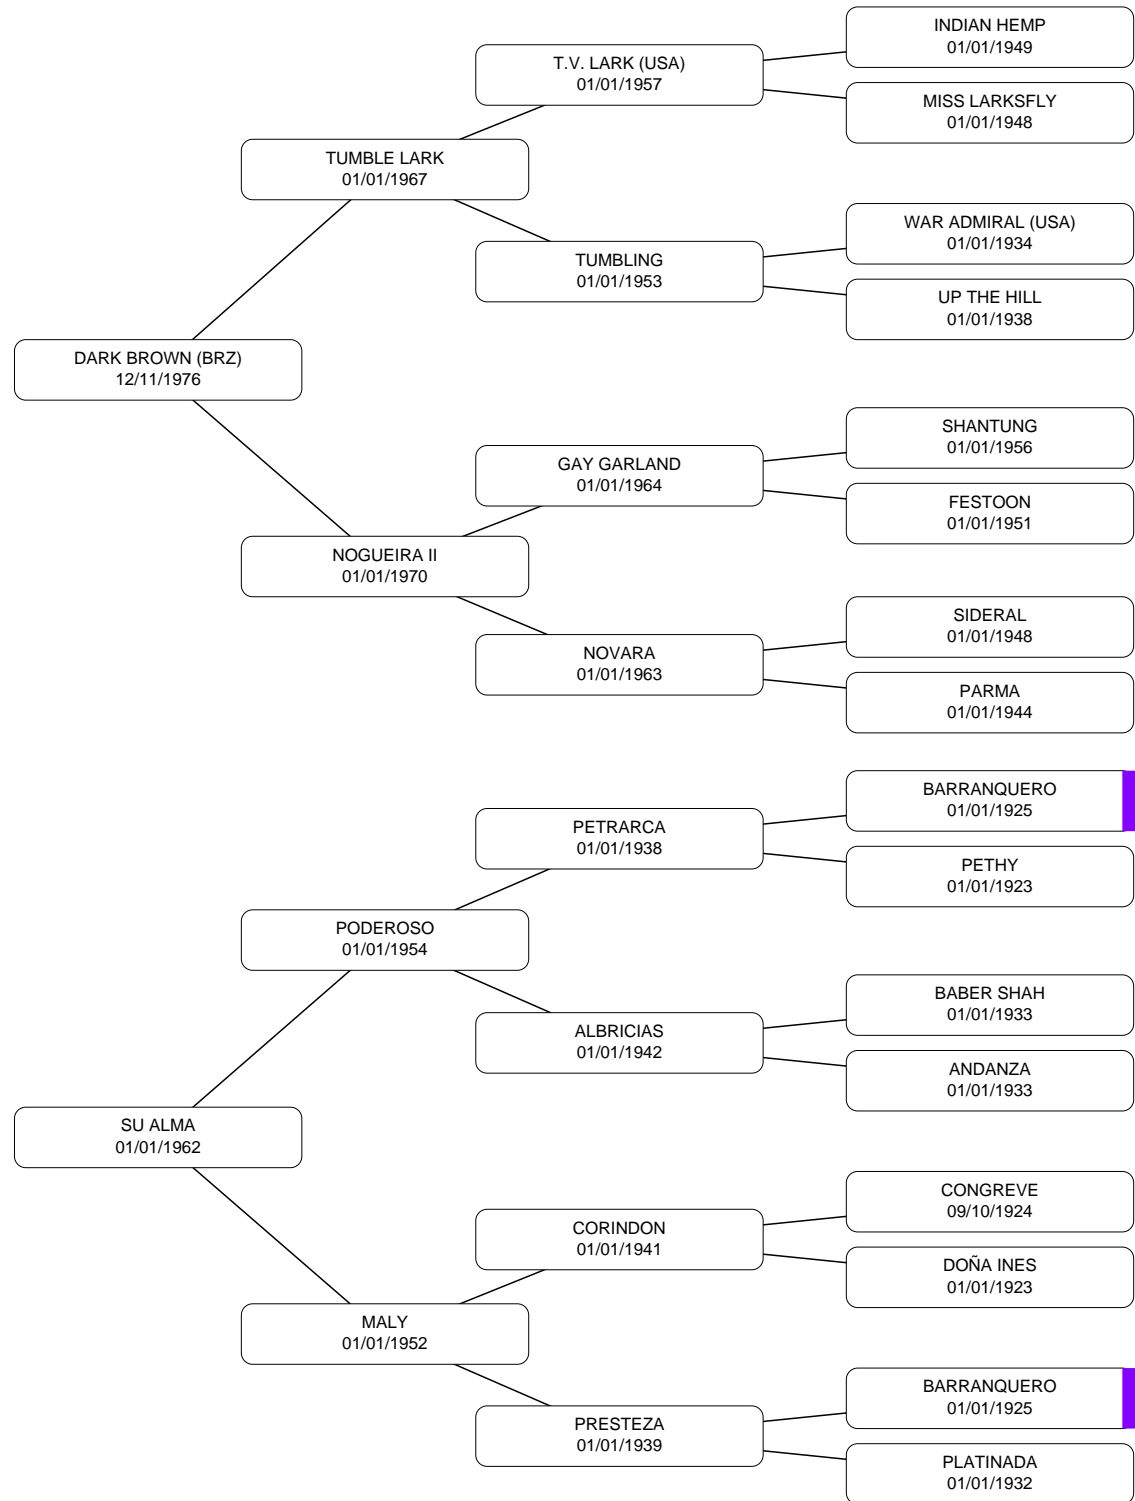 INDIAN HEMP
01/01/1949
T.V. LARK (USA)
01/01/1957
MISS LARKSFLY
01/01/1948
TUMBLE LARK
01/01/1967
WAR ADMIRAL (USA)
01/01/1934
TUMBLING
01/01/1953
UP THE HILL
01/01/1938
DARK BROWN (BRZ)
12/11/1976
SHANTUNG
01/01/1956
GAY GARLAND
01/01/1964
FESTOON
01/01/1951
NOGUEIRA II
01/01/1970
SIDERAL
01/01/1948
NOVARA
01/01/1963
PARMA
01/01/1944
BARRANQUERO
01/01/1925
PETRARCA
01/01/1938
PETHY
01/01/1923
PODEROSO
01/01/1954
BABER SHAH
01/01/1933
ALBRICIAS
01/01/1942
ANDANZA
01/01/1933
SU ALMA
01/01/1962
CONGREVE
09/10/1924
CORINDON
01/01/1941
DOÑA INES
01/01/1923
MALY
01/01/1952
BARRANQUERO
01/01/1925
PRESTEZA
01/01/1939
PLATINADA
01/01/1932